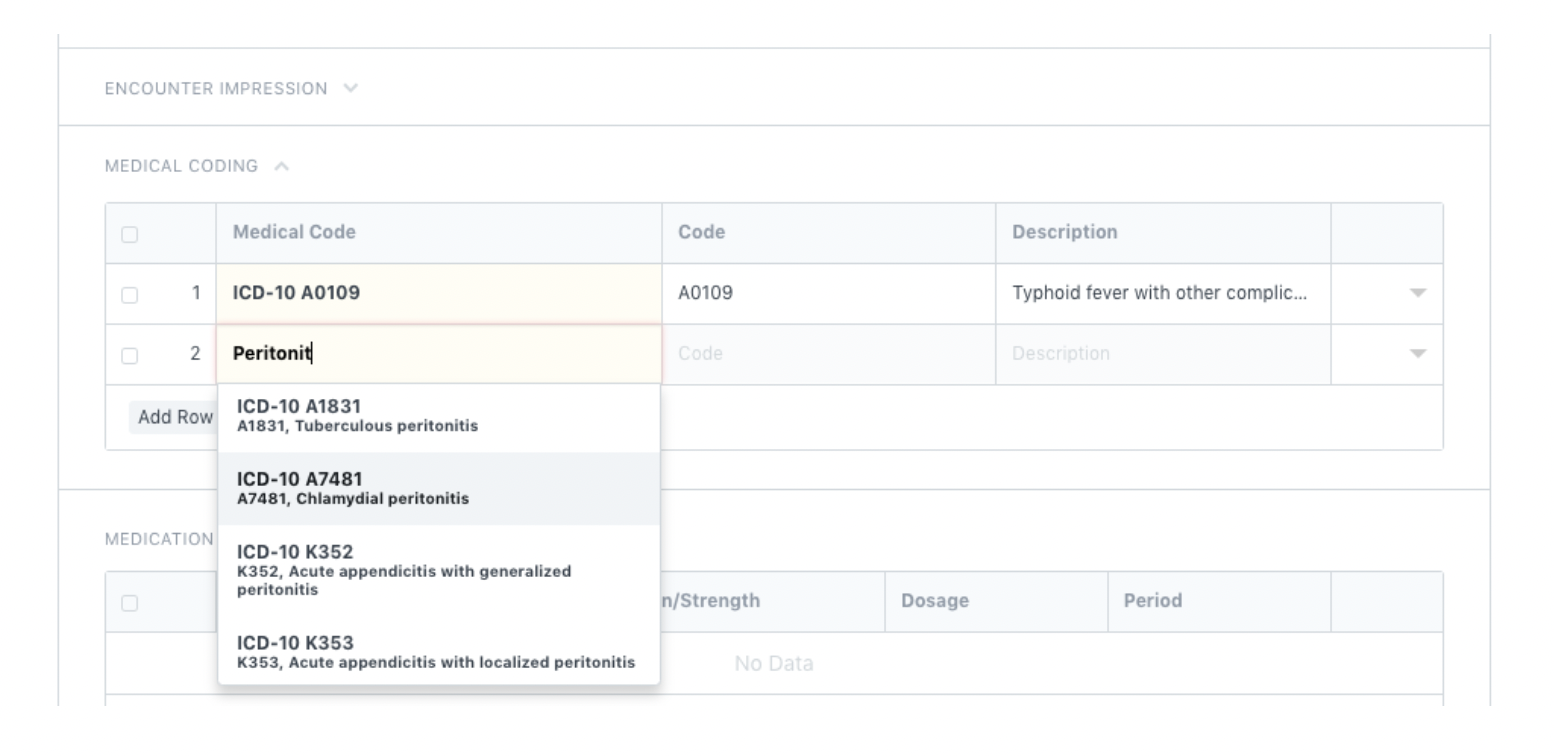 ENCOUNTER IMPRESSION
MEDICAL CODING
Medical Code Code Description
1 ICD-10 A0109 A0109 Typhoid fever with other complic...
2 Peritonit Code Description
Add Row
ICD-10 A1831
A1831, Tuberculous peritonitis
ICD-10 A7481
A7481, Chlamydial peritonitis
ICD-10 K352
K352, Acute appendicitis with generalized
peritonitis
ICD-10 K353
K353, Acute appendicitis with localized peritonitis
MEDICATION
n/Strength Dosage Period
No Data